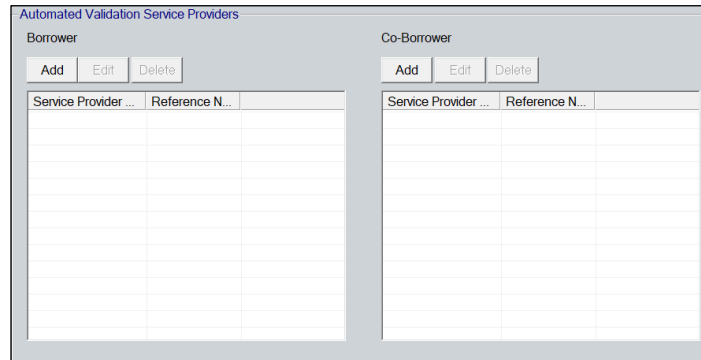 Automated Validation Service Providers
Borrower
Add Edit Delete
Service Provider ... Reference N...
Co-Borrower
Add Edit Delete
Service Provider ... Reference N...